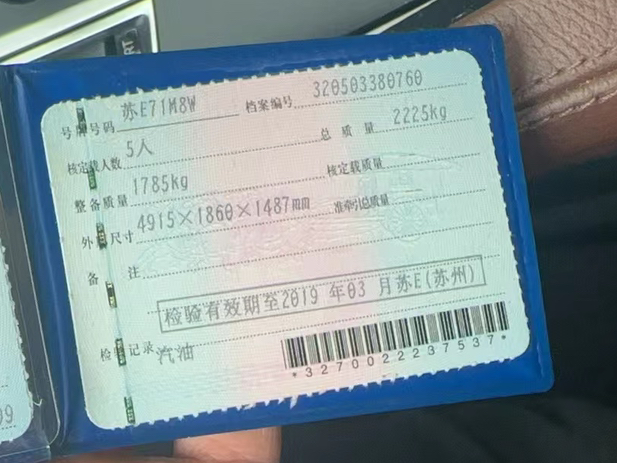 号牌号码 苏E71M8W 档案编号 320503380760
核定载人数 5人 总 质 量 2225kg
整备质量 1785kg 核定载质量
外廓尺寸 4915×1860×1487mm 准牵引总质量
备 注
检验有效期至2019 年03 月苏E(苏州)
检验记录 汽油
*3270022237537*